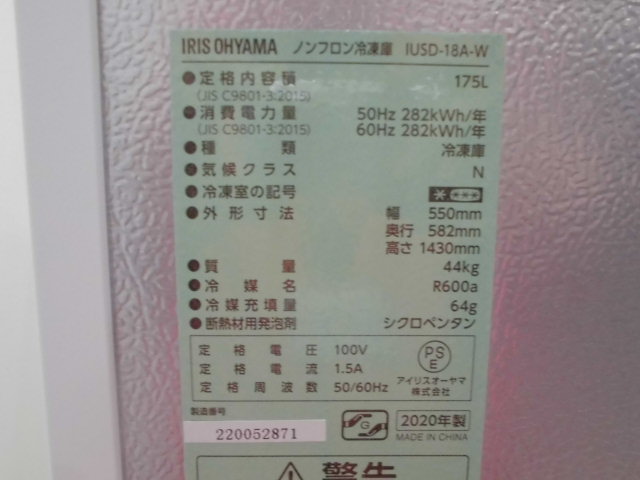 IRIS OHYAMA ノンフロン冷凍庫 IUSD-18A-W
●定格内容積 175L
(JIS C9801-3:2015)
●消費電力量 50Hz 282kWh/年
(JIS C9801-3:2015) 60Hz 282kWh/年
●種類 冷凍庫
●気候クラス N
●冷凍室の記号
●外形寸法 幅 550mm
奥行 582mm
高さ 1430mm
●質量 44kg
●冷媒名 R600a
●冷媒充填量 64g
●断熱材用発泡剤 シクロペンタン
定格電圧 100V
定格電流 1.5A
定格周波数 50/60Hz
PSE
アイリスオーヤマ
株式会社
製造番号
220052871
G
2020年製
MADE IN CHINA
警告